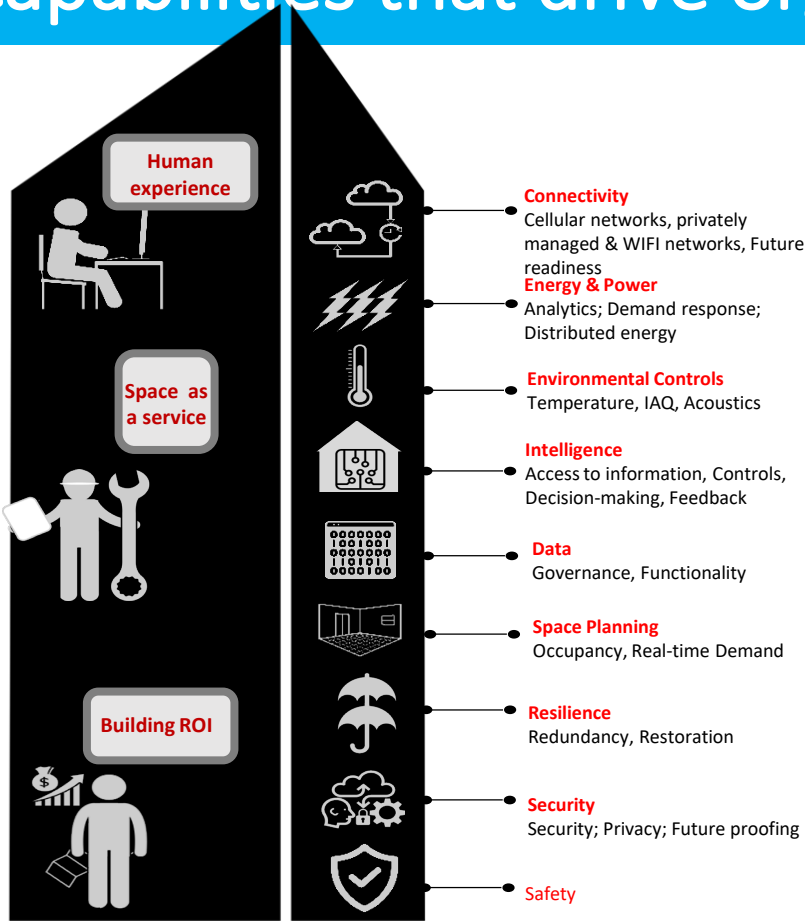 capabilities that drive
Human
experience
Space as
a service
Building ROI
$
Connectivity
Cellular networks, privately
managed & WIFI networks, Future
readiness
Energy & Power
Analytics; Demand response;
Distributed energy
Environmental Controls
Temperature, IAQ, Acoustics
Intelligence
Access to information, Controls,
Decision-making, Feedback
Data
Governance, Functionality
Space Planning
Occupancy, Real-time Demand
Resilience
Redundancy, Restoration
Security
Security; Privacy; Future proofing
Safety